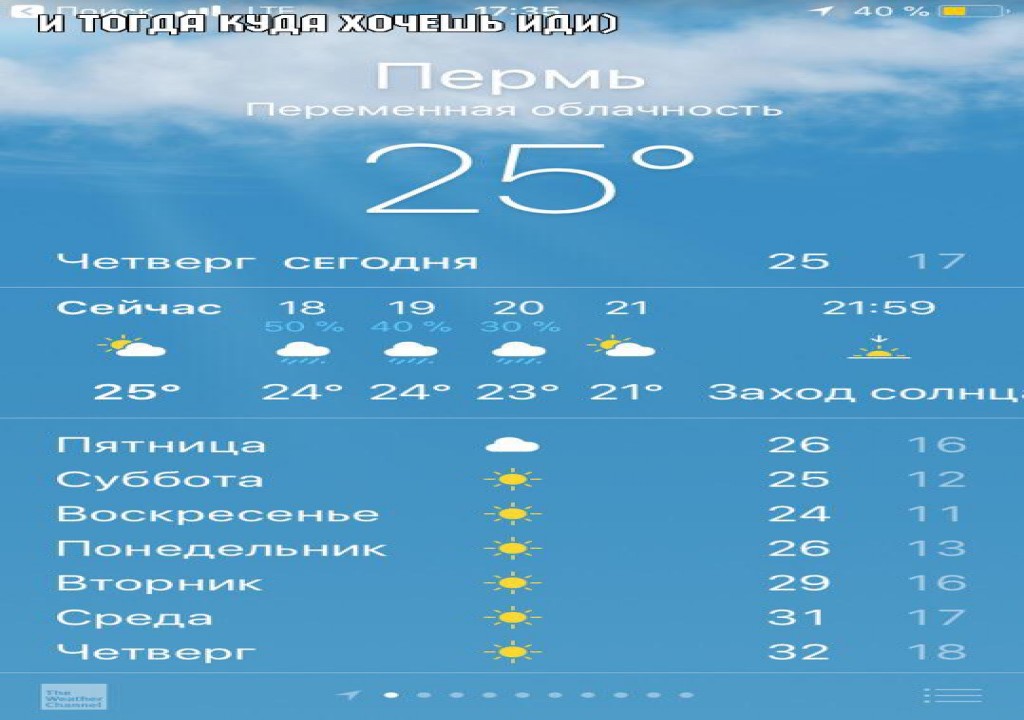 Поиск LTE 17:35 40 %
И ТОГДА КУДА ХОЧЕШЬ ИДИ)
Пермь
Переменная облачность
25°
Четверг СЕГОДНЯ 25 17
Сейчас 18 19 20 21 21:59
50 % 40 % 30 %
25° 24° 24° 23° 21° Заход солнца
Пятница 26 16
Суббота 25 12
Воскресенье 24 11
Понедельник 26 13
Вторник 29 16
Среда 31 17
Четверг 32 18
The
Weather
Channel